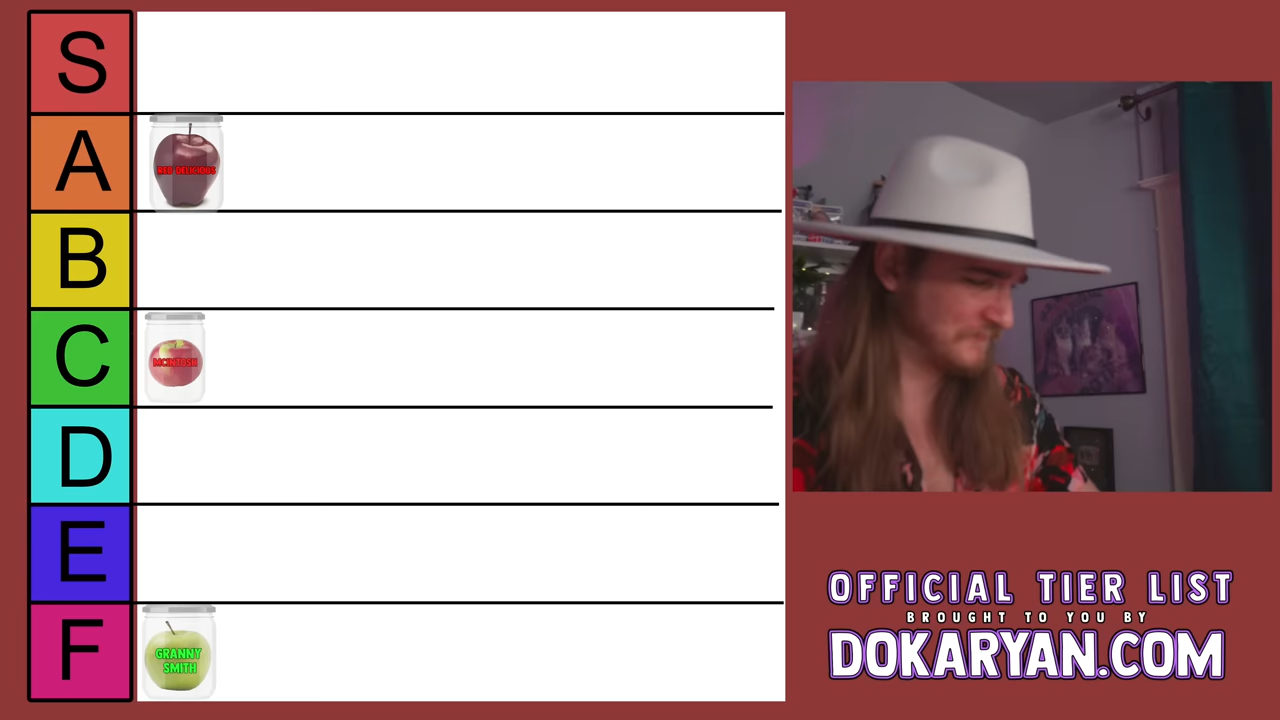 S
A
RED DELICIOUS
B
C
MCINTOSH
D
E
F
GRANNY
SMITH
OFFICIAL TIER LIST
BROUGHT TO YOU BY
DOKARYAN.COM